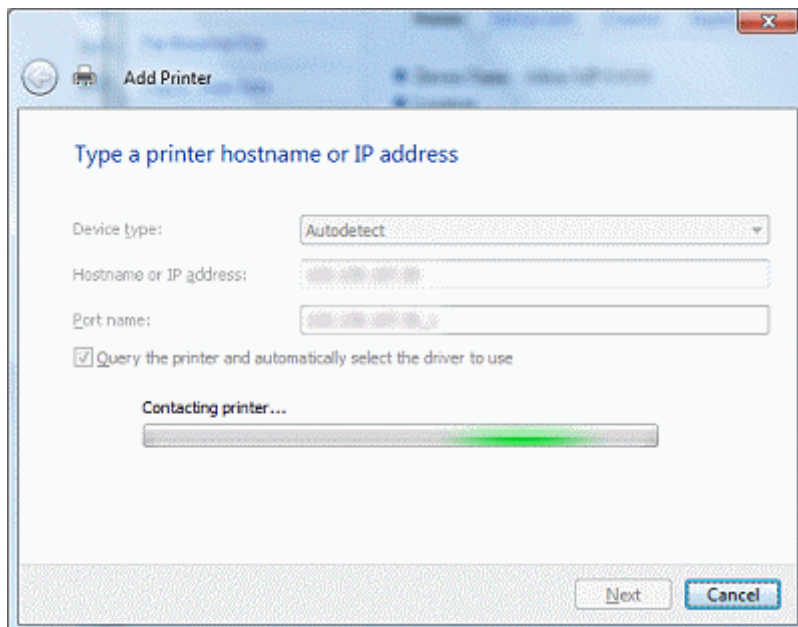 Add Printer
Type a printer hostname or IP address
Device type: Autodetect
Hostname or IP address:
Port name:
Query the printer and automatically select the driver to use
Contacting printer...
Next Cancel